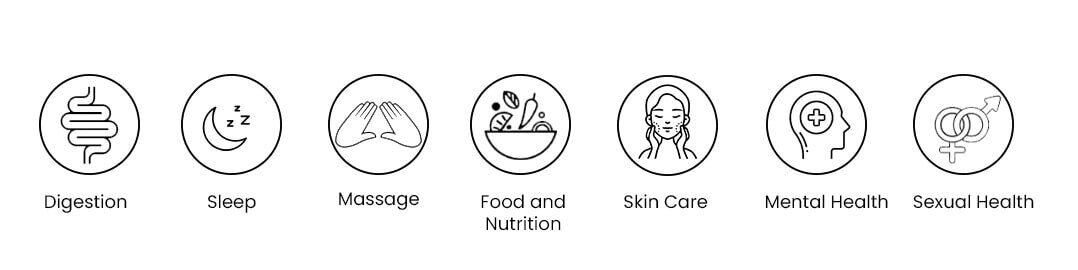 z
z
Z
Digestion
Sleep
Massage
Food and
Nutrition
Skin Care
Mental Health
Sexual Health